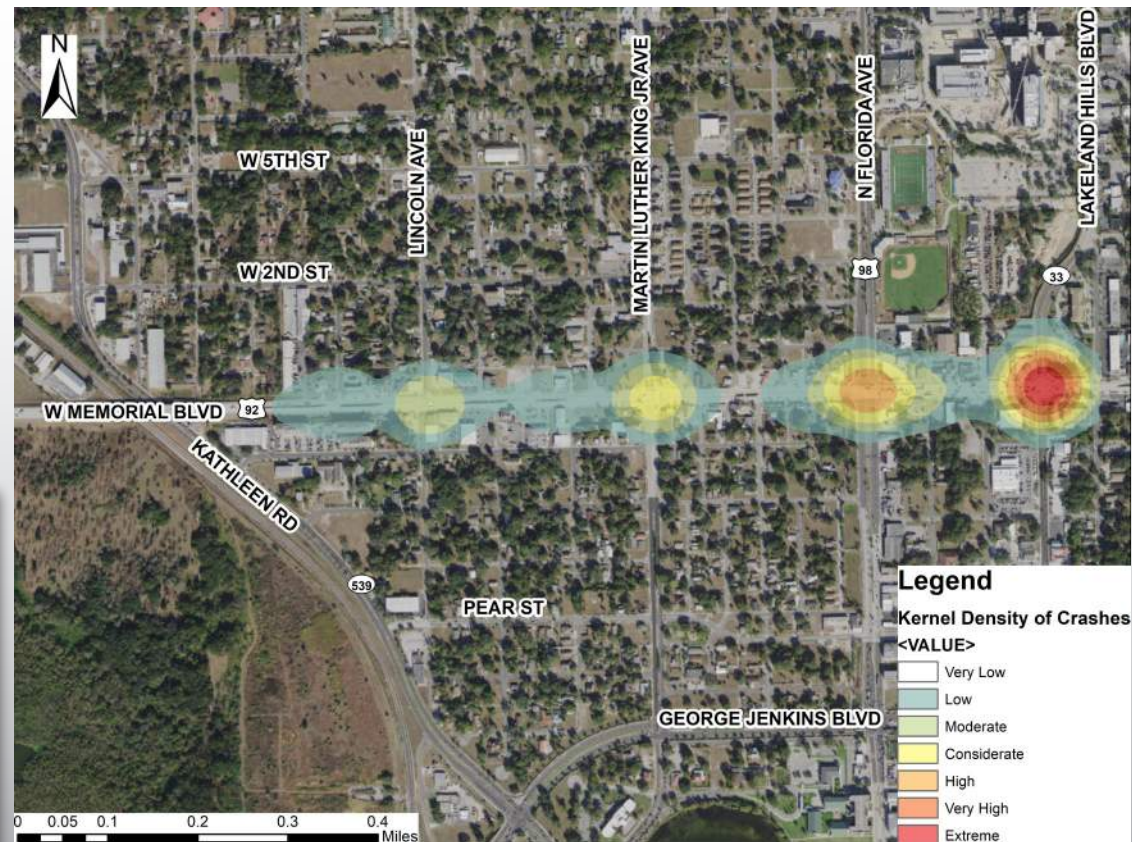 N
W 5TH ST
LINCOLN AVE
MARTIN LUTHER KING JR AVE
N FLORIDA AVE
LAKELAND HILLS BLVD
W 2ND ST
98
33
W MEMORIAL BLVD
92
KATHLEEN RD
539
PEAR ST
GEORGE JENKINS BLVD
Legend
Kernel Density of Crashes
<VALUE>
Very Low
Low
Moderate
Considerate
High
Very High
Extreme
0 0.05 0.1 0.2 0.3 0.4
Miles